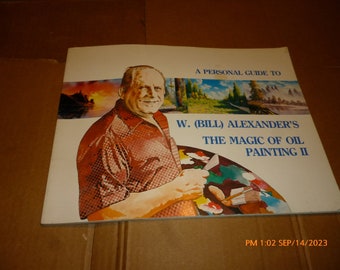 A PERSONAL GUIDE TO
W. (BILL) ALEXANDER'S
THE MAGIC OF OIL
PAINTING II
PM 1:02 SEP/14/2023